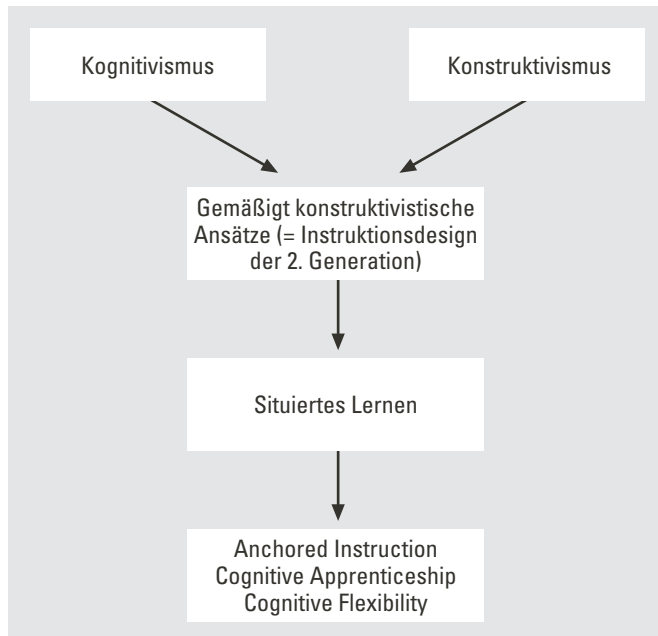 Kognitivismus
Konstruktivismus
Gemäßigt konstruktivistische
Ansätze (= Instruktionsdesign
der 2. Generation)
Situiertes Lernen
Anchored Instruction
Cognitive Apprenticeship
Cognitive Flexibility